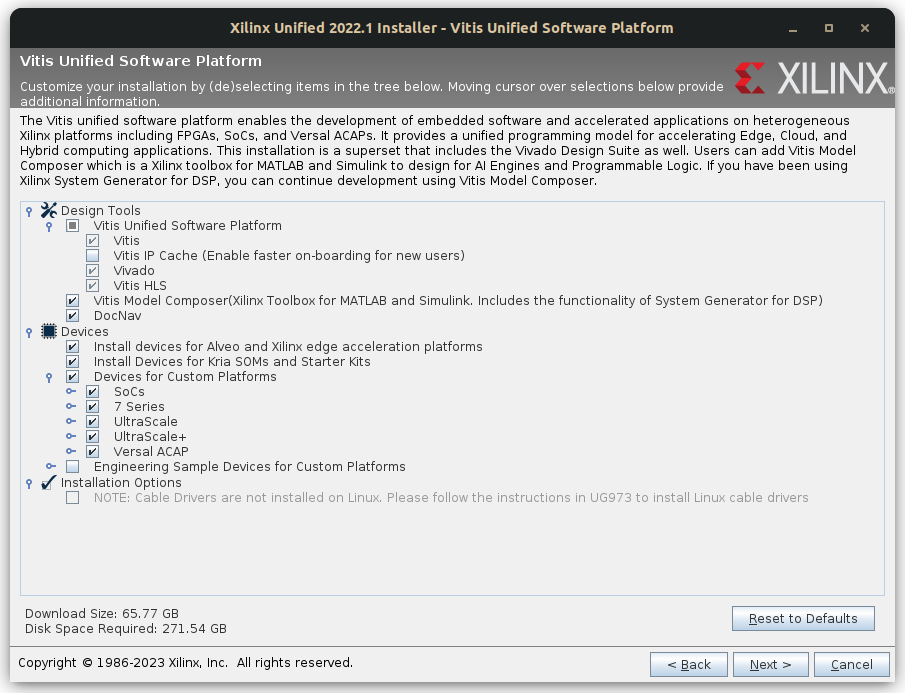 Xilinx Unified 2022.1 Installer - Vitis Unified Software Platform
Vitis Unified Software Platform
Customize your installation by (de)selecting items in the tree below. Moving cursor over selections below provide
additional information.
XILINX®
The Vitis unified software platform enables the development of embedded software and accelerated applications on heterogeneous
Xilinx platforms including FPGAs, SoCs, and Versal ACAPs. It provides a unified programming model for accelerating Edge, Cloud, and
Hybrid computing applications. This installation is a superset that includes the Vivado Design Suite as well. Users can add Vitis Model
Composer which is a Xilinx toolbox for MATLAB and Simulink to design for AI Engines and Programmable Logic. If you have been using
Xilinx System Generator for DSP, you can continue development using Vitis Model Composer.
Design Tools
Vitis Unified Software Platform
Vitis
Vitis IP Cache (Enable faster on-boarding for new users)
Vivado
Vitis HLS
Vitis Model Composer(Xilinx Toolbox for MATLAB and Simulink. Includes the functionality of System Generator for DSP)
DocNav
Devices
Install devices for Alveo and Xilinx edge acceleration platforms
Install Devices for Kria SOMs and Starter Kits
Devices for Custom Platforms
SoCs
7 Series
UltraScale
UltraScale+
Versal ACAP
Engineering Sample Devices for Custom Platforms
Installation Options
NOTE: Cable Drivers are not installed on Linux. Please follow the instructions in UG973 to install Linux cable drivers
Download Size: 65.77 GB
Disk Space Required: 271.54 GB
Reset to Defaults
Copyright © 1986-2023 Xilinx, Inc. All rights reserved.
< Back
Next >
Cancel